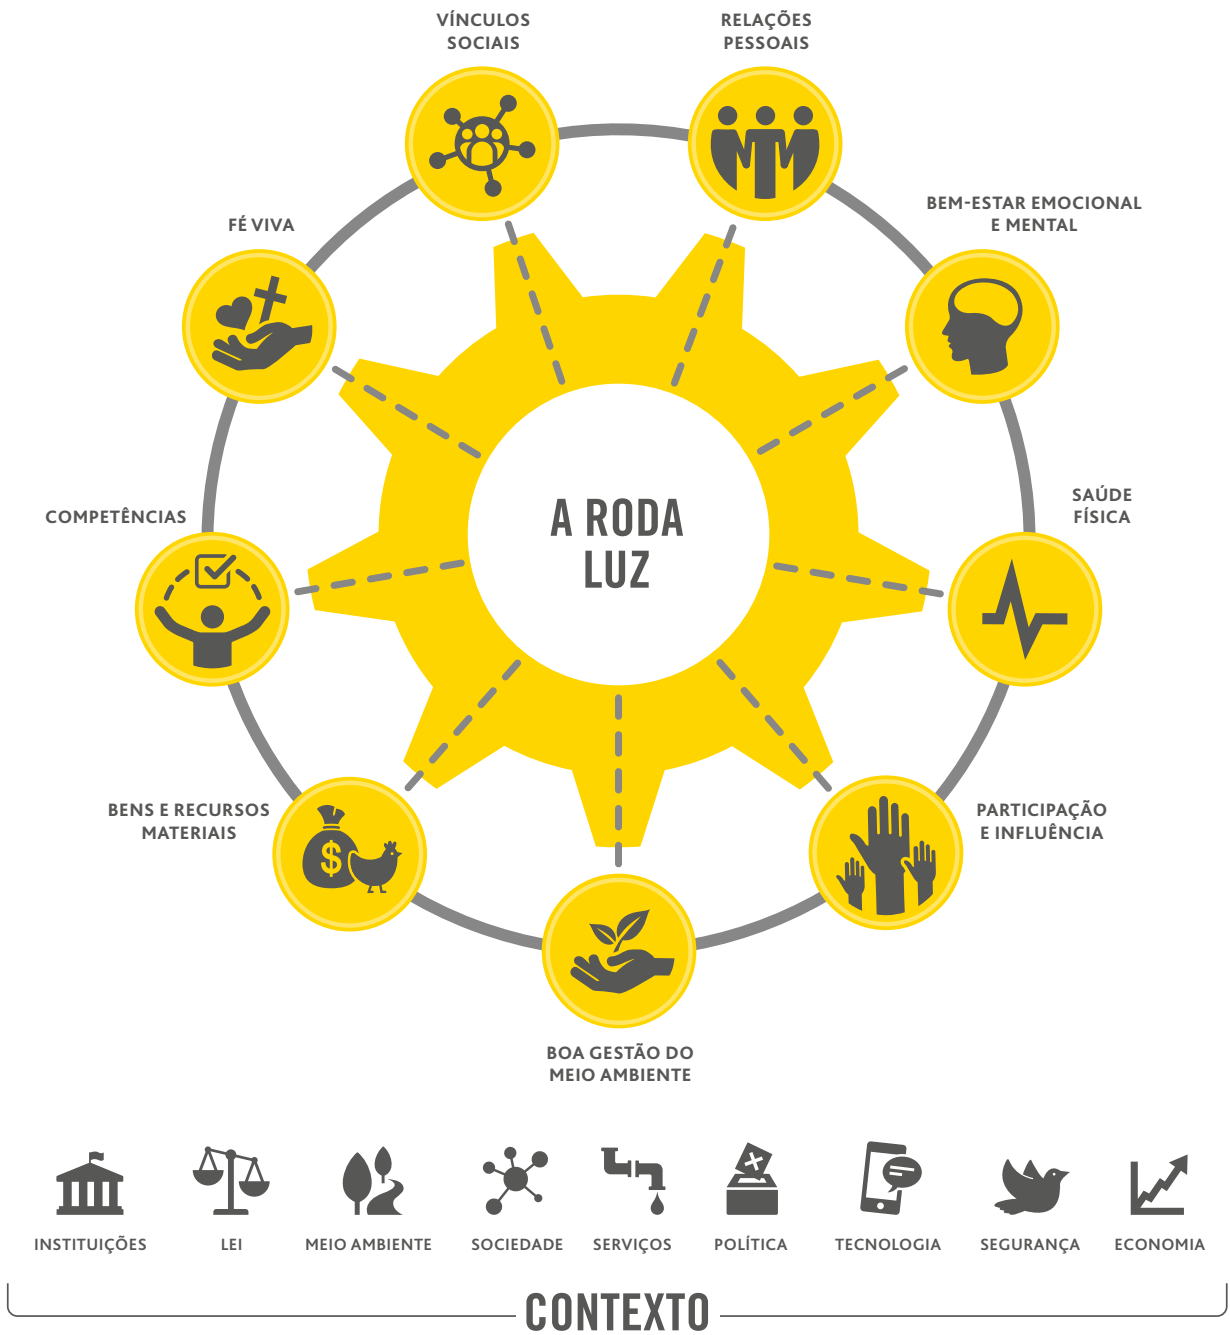 VÍNCULOS
SOCIAIS
RELAÇÕES
PESSOAIS
BEM-ESTAR EMOCIONAL
E MENTAL
FÉ VIVA
SAÚDE
FÍSICA
COMPETÊNCIAS
A RODA
LUZ
BENS E RECURSOS
MATERIAIS
$
PARTICIPAÇÃO
E INFLUÊNCIA
BOA GESTÃO DO
MEIO AMBIENTE
INSTITUIÇÕES
LEI
MEIO AMBIENTE
SOCIEDADE
SERVIÇOS
POLÍTICA
TECNOLOGIA
SEGURANÇA
ECONOMIA
CONTEXTO